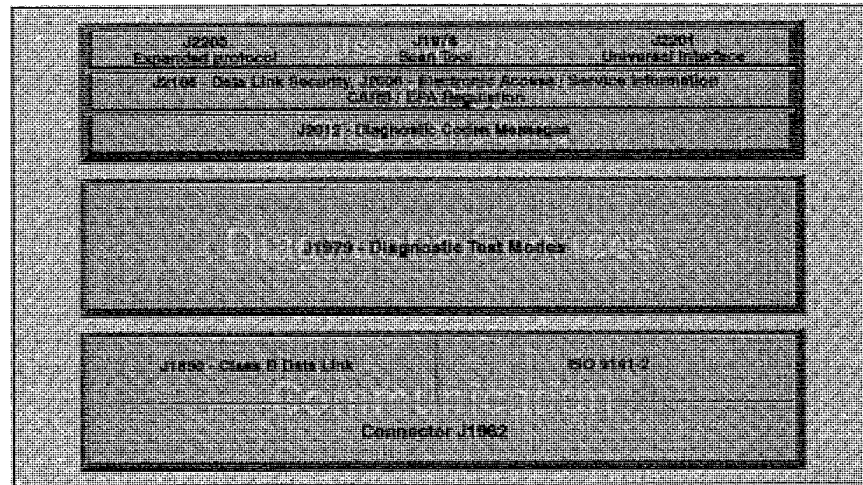 J2205 J1978 J2201
Expanded protocol Scan Tool Universal Interface
J2186 - Data Link Security, J2008 - Electronic Access / Service Information
CARB / EPA Regulation
J2012 - Diagnostic Codes Messages
J1979 - Diagnostic Test Modes
J1850 - Class B Data Link ISO 9141-2
Connector J1962